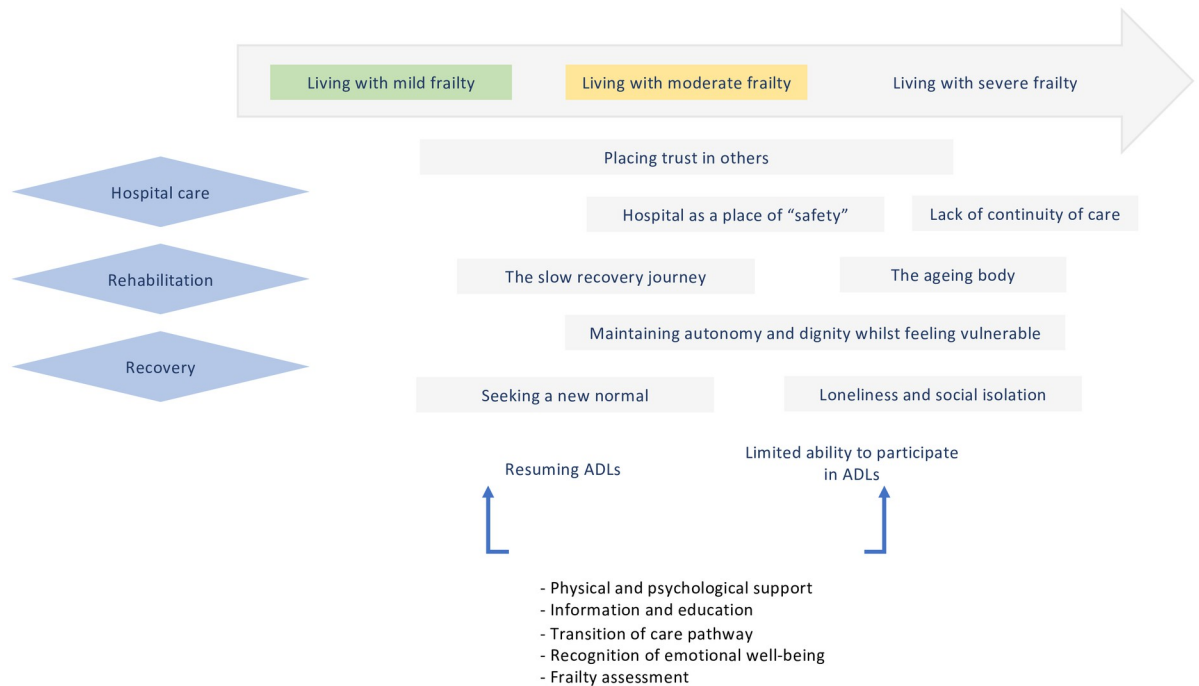 Living with mild frailty
Living with moderate frailty
Living with severe frailty
Placing trust in others
Hospital care
Hospital as a place of “safety”
Lack of continuity of care
Rehabilitation
The slow recovery journey
The ageing body
Maintaining autonomy and dignity whilst feeling vulnerable
Recovery
Seeking a new normal
Loneliness and social isolation
Resuming ADLs
Limited ability to participate
in ADLs
- Physical and psychological support
- Information and education
- Transition of care pathway
- Recognition of emotional well-being
- Frailty assessment